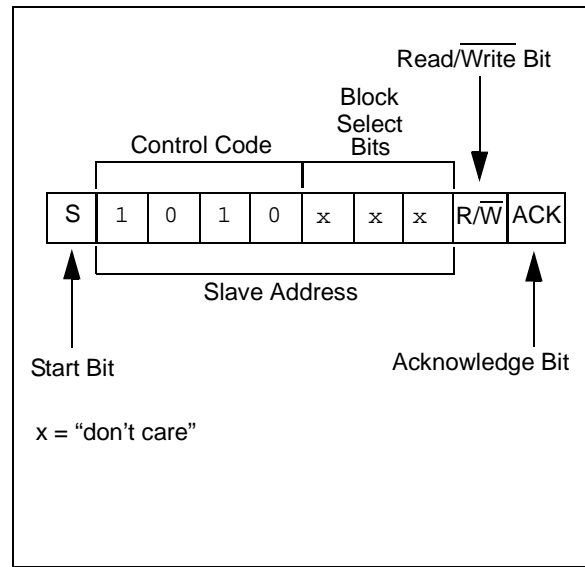 Read/Write Bit
Block
Select
Bits
Control Code
S 1 0 1 0 x x x R/W ACK
Slave Address
Start Bit
Acknowledge Bit
x = “don’t care”